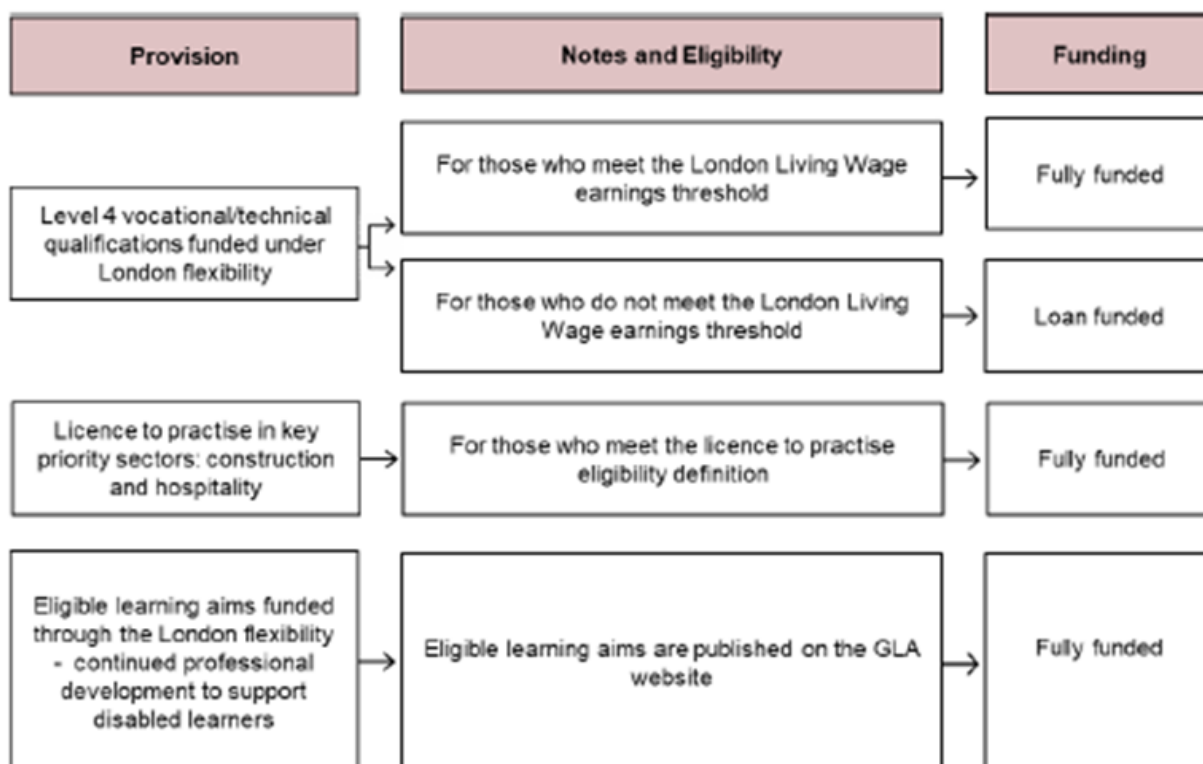 Provision
Notes and Eligibility
Funding
Level 4 vocational/technical
qualifications funded under
London flexibility
For those who meet the London Living Wage
earnings threshold
Fully funded
For those who do not meet the London Living
Wage earnings threshold
Loan funded
Licence to practise in key
priority sectors: construction
and hospitality
For those who meet the licence to practise
eligibility definition
Fully funded
Eligible learning aims funded
through the London flexibility
- continued professional
development to support
disabled learners
Eligible learning aims are published on the GLA
website
Fully funded